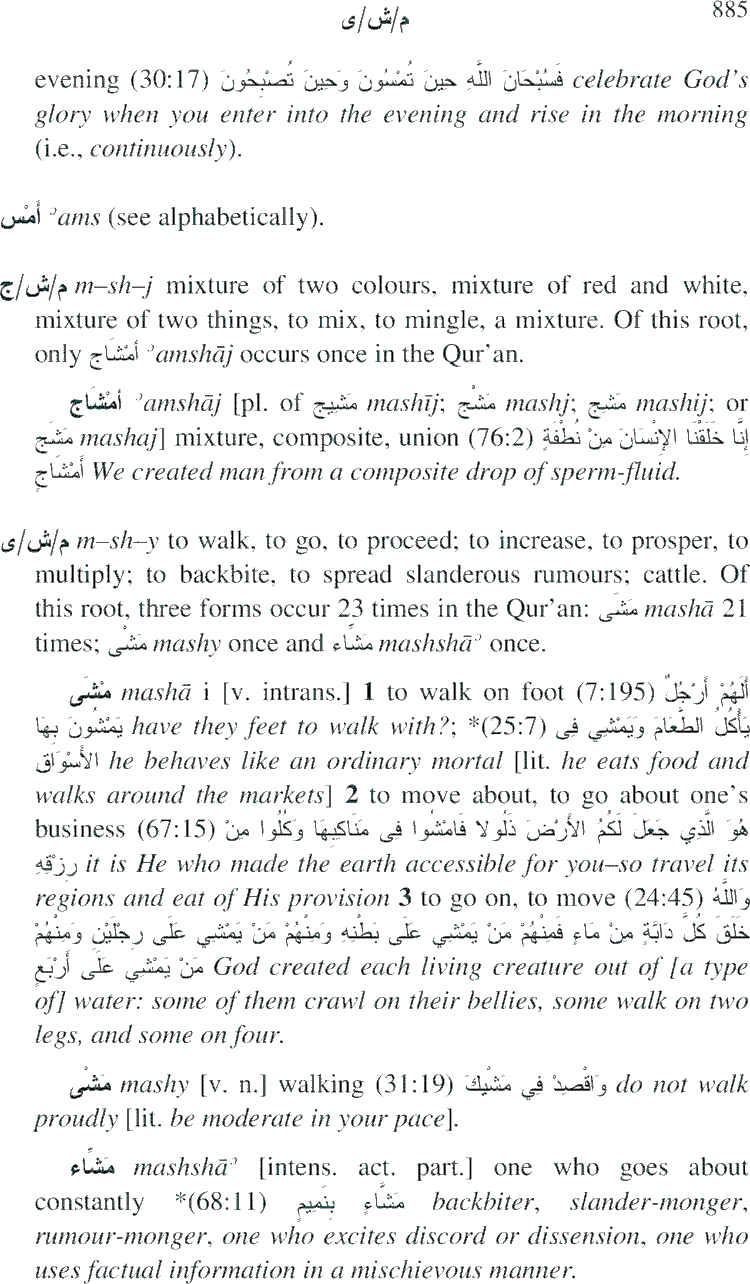 م/ش/ى 885
evening (30:17) فَسُبْحَانَ اللَّهِ حِينَ تُمْسُونَ وَحِينَ تُصْبِحُونَ celebrate God's
glory when you enter into the evening and rise in the morning
(i.e., continuously).
أَمْس ʾams (see alphabetically).
م/ش/ج m–sh–j mixture of two colours, mixture of red and white,
mixture of two things, to mix, to mingle, a mixture. Of this root,
only أَمْشَاج ʾamshāj occurs once in the Qur'an.
أَمْشَاج ʾamshāj [pl. of مَشيج mashīj; مَشْج mashj; مَشِج mashij; or
مَشَج mashaj] mixture, composite, union (76:2) إِنَّا خَلَقْنَا الإِنْسَانَ مِنْ نُطْفَةٍ
أَمْشَاجٍ We created man from a composite drop of sperm-fluid.
م/ش/ى m–sh–y to walk, to go, to proceed; to increase, to prosper, to
multiply; to backbite, to spread slanderous rumours; cattle. Of
this root, three forms occur 23 times in the Qur'an: مَشَى mashā 21
times; مَشْى mashy once and مَشَّاء mashshāʾ once.
مَشَى mashā i [v. intrans.] 1 to walk on foot (7:195) أَلَهُمْ أَرْجُلٌ
يَمْشُونَ بِهَا have they feet to walk with?; *(25:7) يَأْكُلُ الطَّعَامَ وَيَمْشِي فِى
الأَسْوَاقِ he behaves like an ordinary mortal [lit. he eats food and
walks around the markets] 2 to move about, to go about one's
business (67:15) هُوَ الَّذِي جَعَلَ لَكُمُ الأَرْضَ ذَلُولا فَامْشُوا فِى مَنَاكِبِهَا وَكُلُوا مِنْ
رِزْقِهِ it is He who made the earth accessible for you–so travel its
regions and eat of His provision 3 to go on, to move (24:45) وَاللَّهُ
خَلَقَ كُلَّ دَابَّةٍ مِنْ مَاءٍ فَمِنْهُمْ مَنْ يَمْشِي عَلَى بَطْنِهِ وَمِنْهُمْ مَنْ يَمْشِي عَلَى رِجْلَيْنِ وَمِنْهُمْ
مَنْ يَمْشِي عَلَى أَرْبَعٍ God created each living creature out of [a type
of] water: some of them crawl on their bellies, some walk on two
legs, and some on four.
مَشْى mashy [v. n.] walking (31:19) وَاقْصِدْ فِي مَشْيِكَ do not walk
proudly [lit. be moderate in your pace].
مَشَّاء mashshāʾ [intens. act. part.] one who goes about
constantly *(68:11) مَشَّاءٍ بِنَمِيمٍ backbiter, slander-monger,
rumour-monger, one who excites discord or dissension, one who
uses factual information in a mischievous manner.